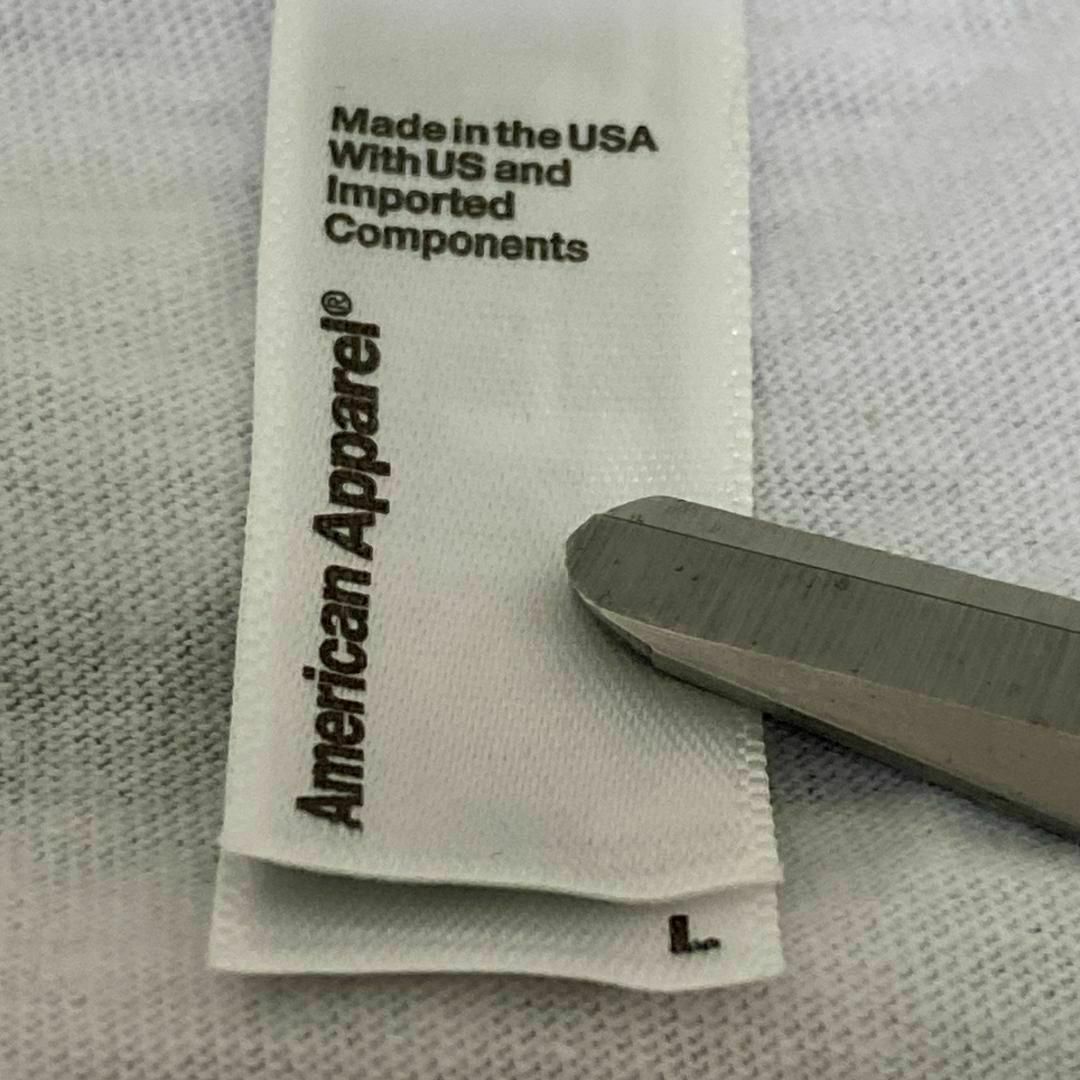 Made in the USA
With US and
Imported
Components
American Apparel®
L